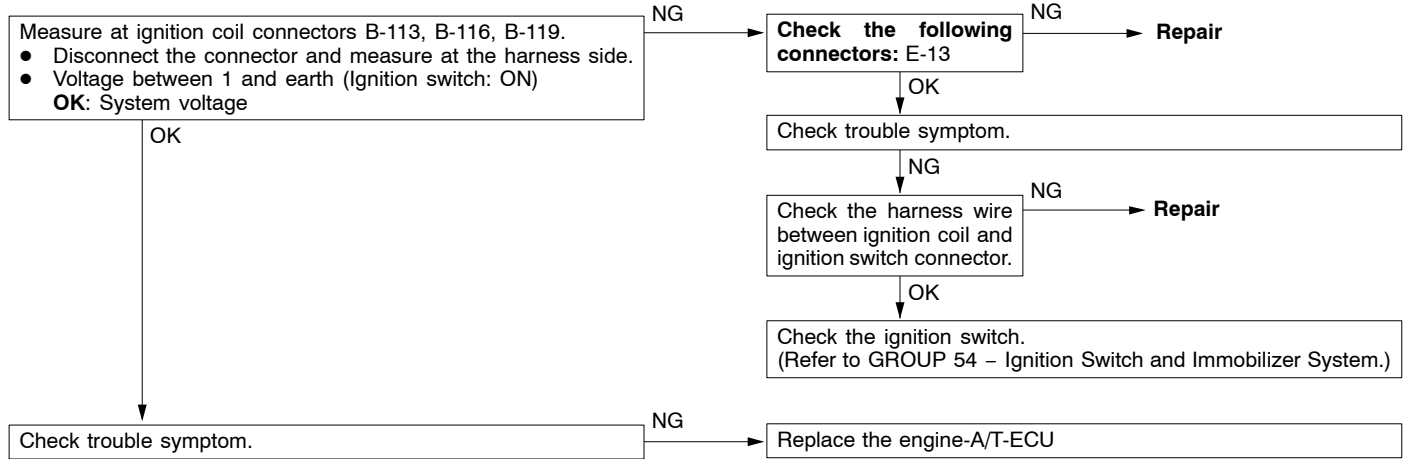 Measure at ignition coil connectors B-113, B-116, B-119.
● Disconnect the connector and measure at the harness side.
● Voltage between 1 and earth (Ignition switch: ON)
OK: System voltage
NG
Check the following
connectors: E-13
NG
Repair
OK
OK
Check trouble symptom.
NG
Check the harness wire
between ignition coil and
ignition switch connector.
NG
Repair
OK
Check the ignition switch.
(Refer to GROUP 54 – Ignition Switch and Immobilizer System.)
Check trouble symptom.
NG
Replace the engine-A/T-ECU